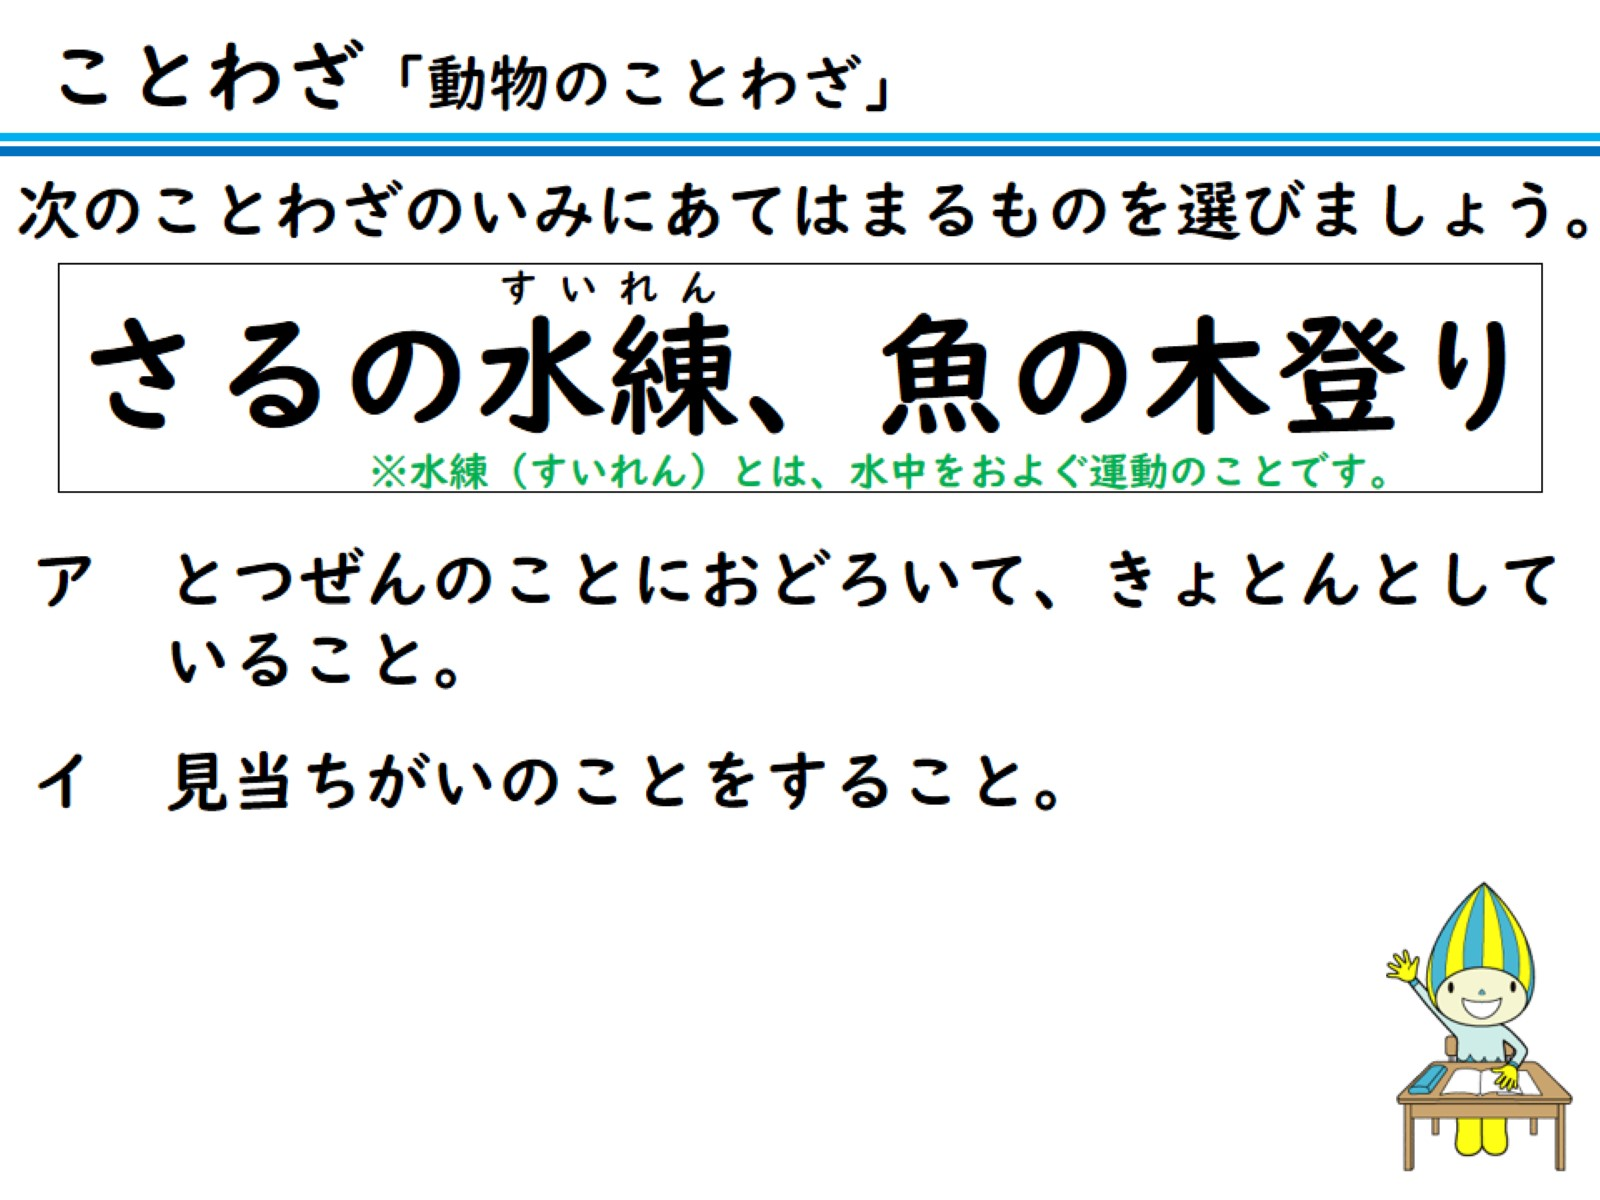 ことわざ「動物のことわざ」
次のことわざのいみにあてはまるものを選びましょう。
すいれん
さるの水練、魚の木登り
※水練（すいれん）とは、水中をおよぐ運動のことです。
ア　とつぜんのことにおどろいて、きょとんとして
いること。
イ　見当ちがいのことをすること。